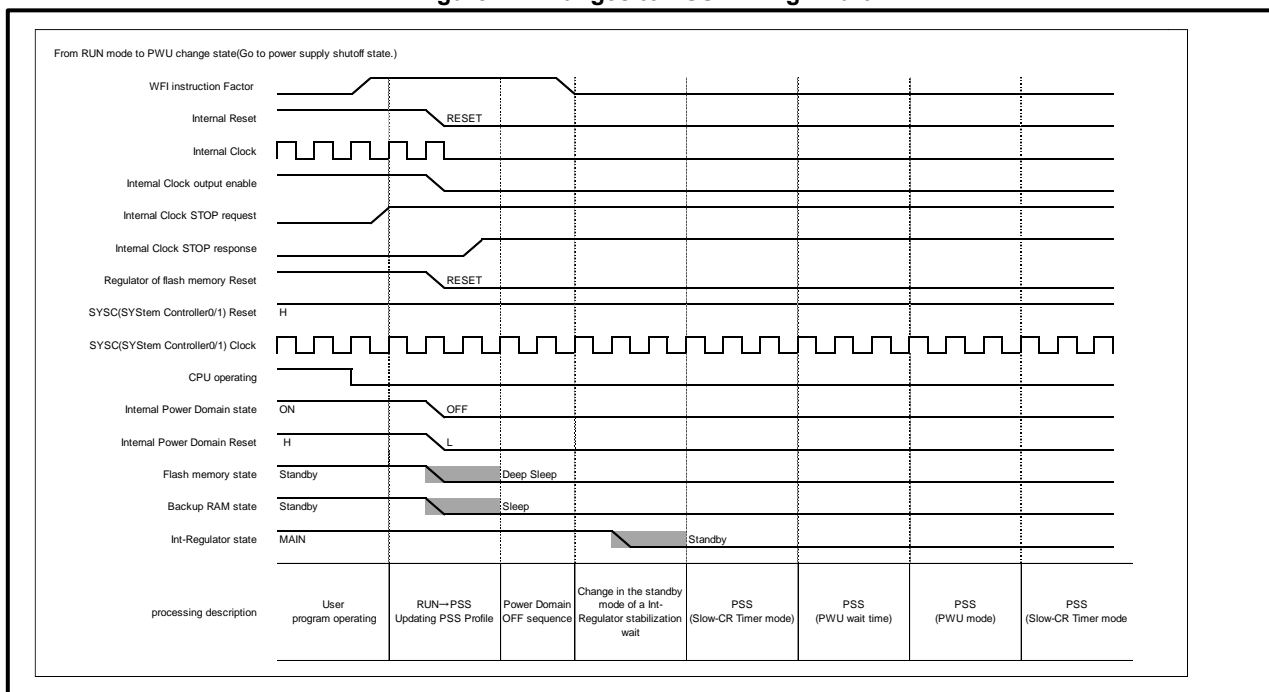 From RUN mode to PWU change state(Go to power supply shutoff state.)
WFI instruction Factor
Internal Reset
RESET
Internal Clock
Internal Clock output enable
Internal Clock STOP request
Internal Clock STOP response
Regulator of flash memory Reset
RESET
SYSC(SYStem Controller0/1) Reset
H
SYSC(SYStem Controller0/1) Clock
CPU operating
Internal Power Domain state
ON
OFF
Internal Power Domain Reset
H
L
Flash memory state
Standby
Deep Sleep
Backup RAM state
Standby
Sleep
Int-Regulator state
MAIN
Standby
processing description
User
program operating
RUN→PSS
Updating PSS Profile
Power Domain
OFF sequence
Change in the standby
mode of a Int-
Regulator stabilization
wait
PSS
(Slow-CR Timer mode)
PSS
(PWU wait time)
PSS
(PWU mode)
PSS
(Slow-CR Timer mode